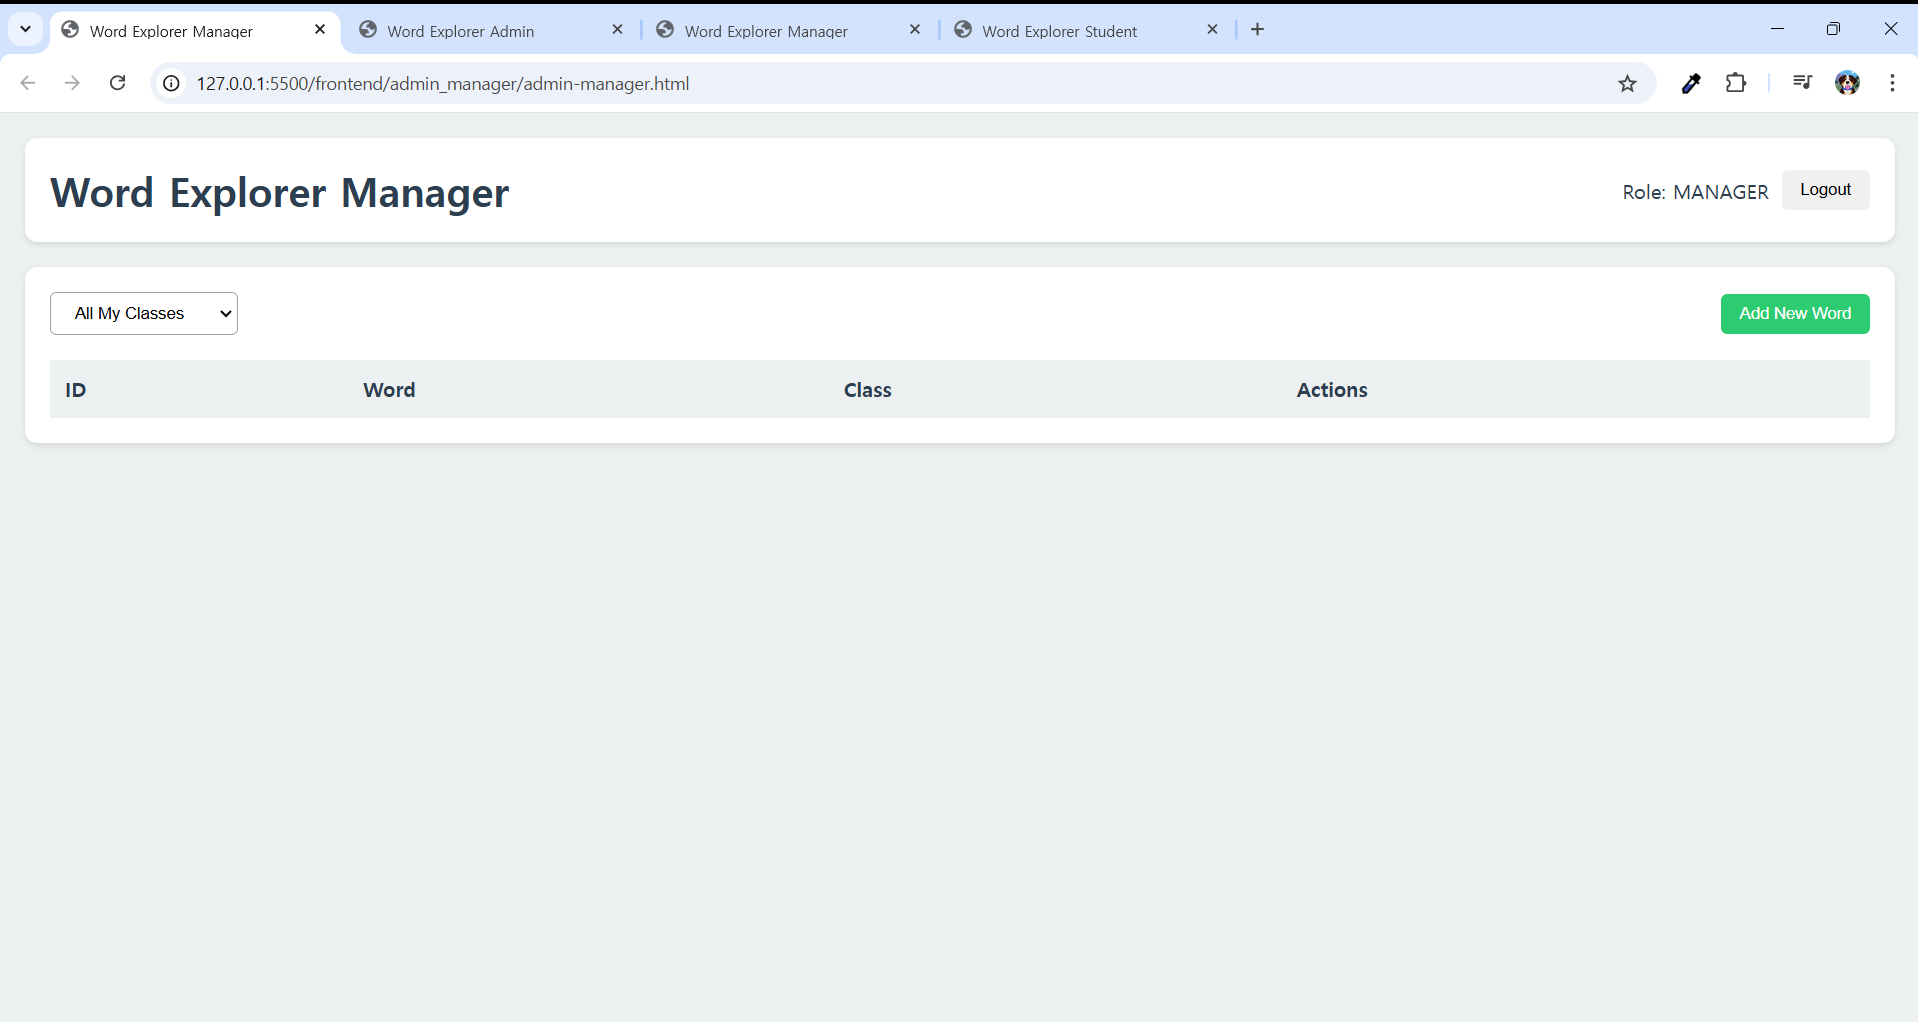 Word Explorer Manager
Word Explorer Admin
Word Explorer Manager
Word Explorer Student
127.0.0.1:5500/frontend/admin_manager/admin-manager.html
Word Explorer Manager
Role: MANAGER
Logout
All My Classes
Add New Word
ID Word Class Actions